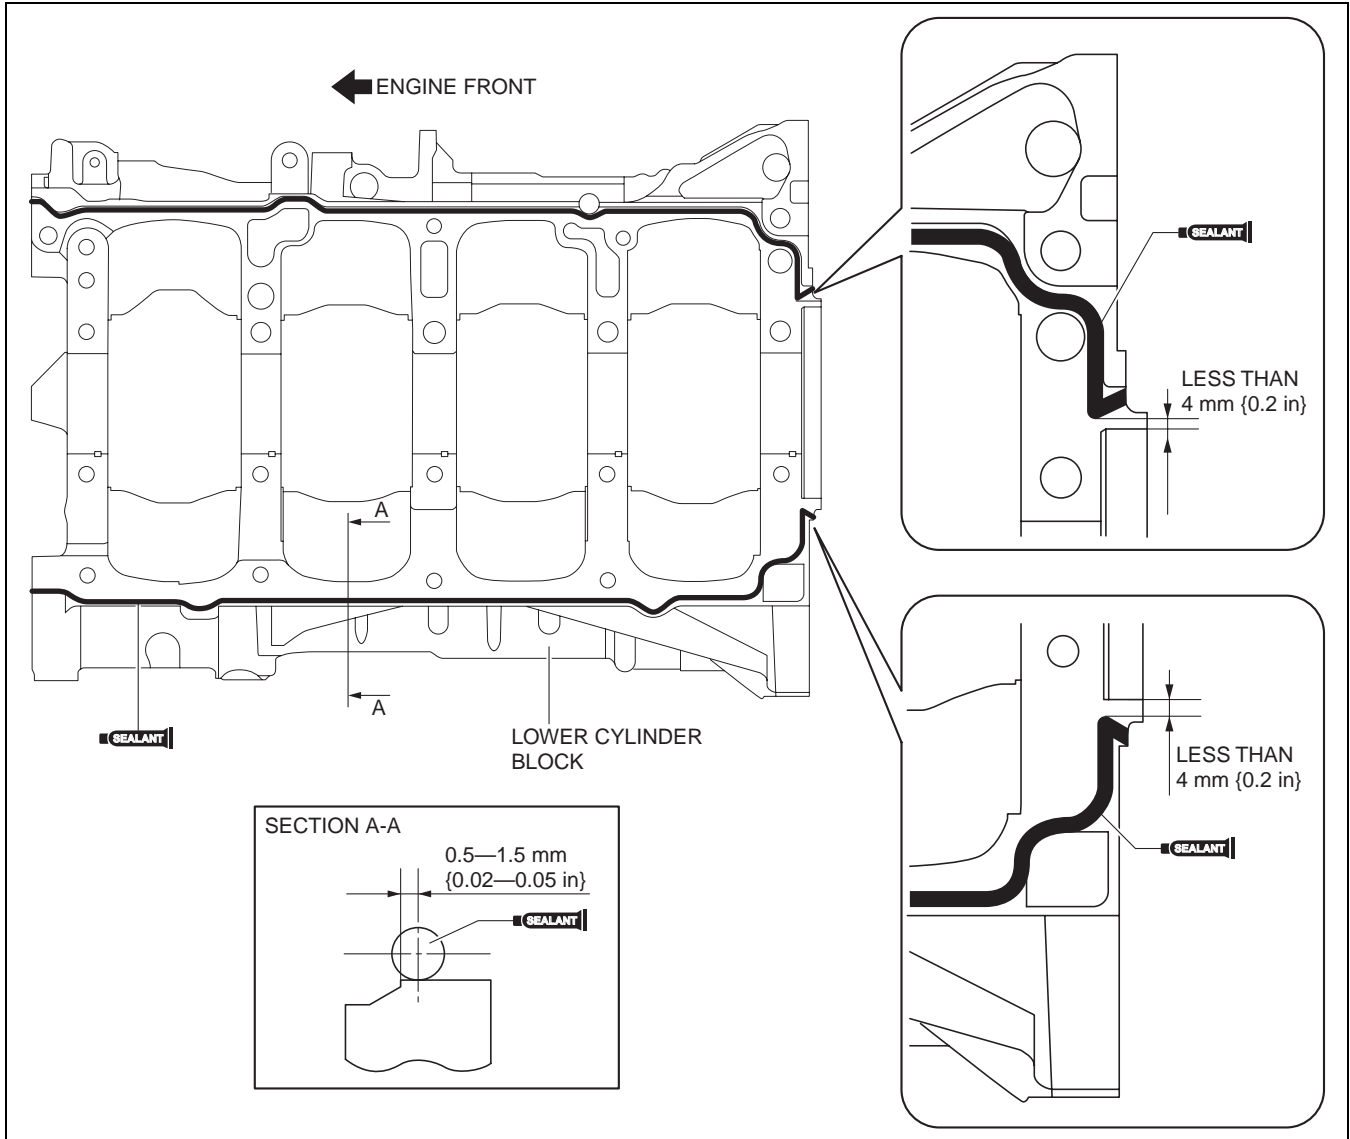 ENGINE FRONT
SEALANT
LESS THAN
4 mm {0.2 in}
A
A
SEALANT
LOWER CYLINDER
BLOCK
LESS THAN
4 mm {0.2 in}
SEALANT
SECTION A-A
0.5—1.5 mm
{0.02—0.05 in}
SEALANT